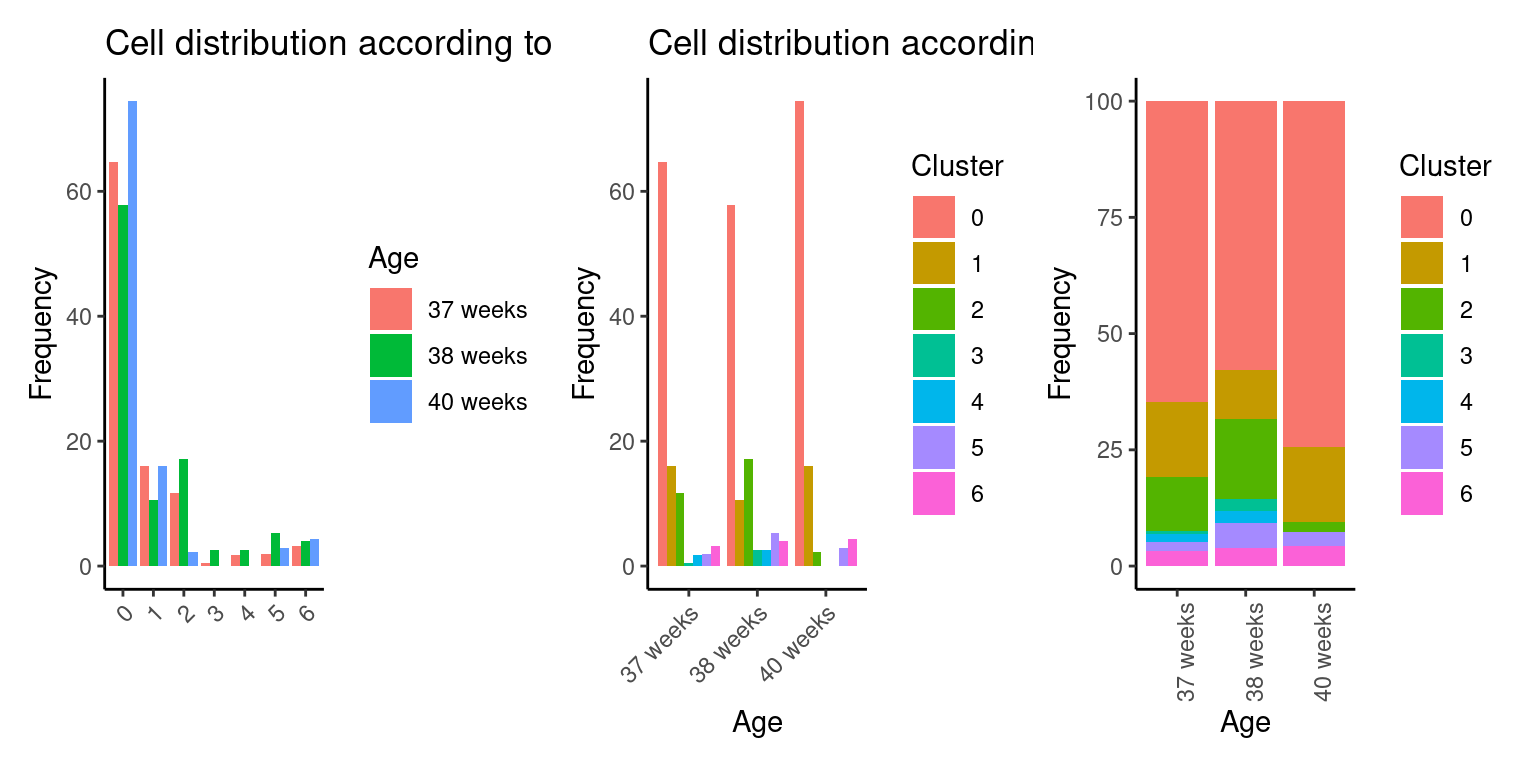 Cell distribution according to
Frequency
60
40
20
0
0 1 2 3 4 5 6
Age
37 weeks
38 weeks
40 weeks
Cell distribution accordin
Frequency
60
40
20
0
37 weeks
38 weeks
40 weeks
Age
Cluster
0
1
2
3
4
5
6
Frequency
100
75
50
25
0
37 weeks
38 weeks
40 weeks
Age
Cluster
0
1
2
3
4
5
6